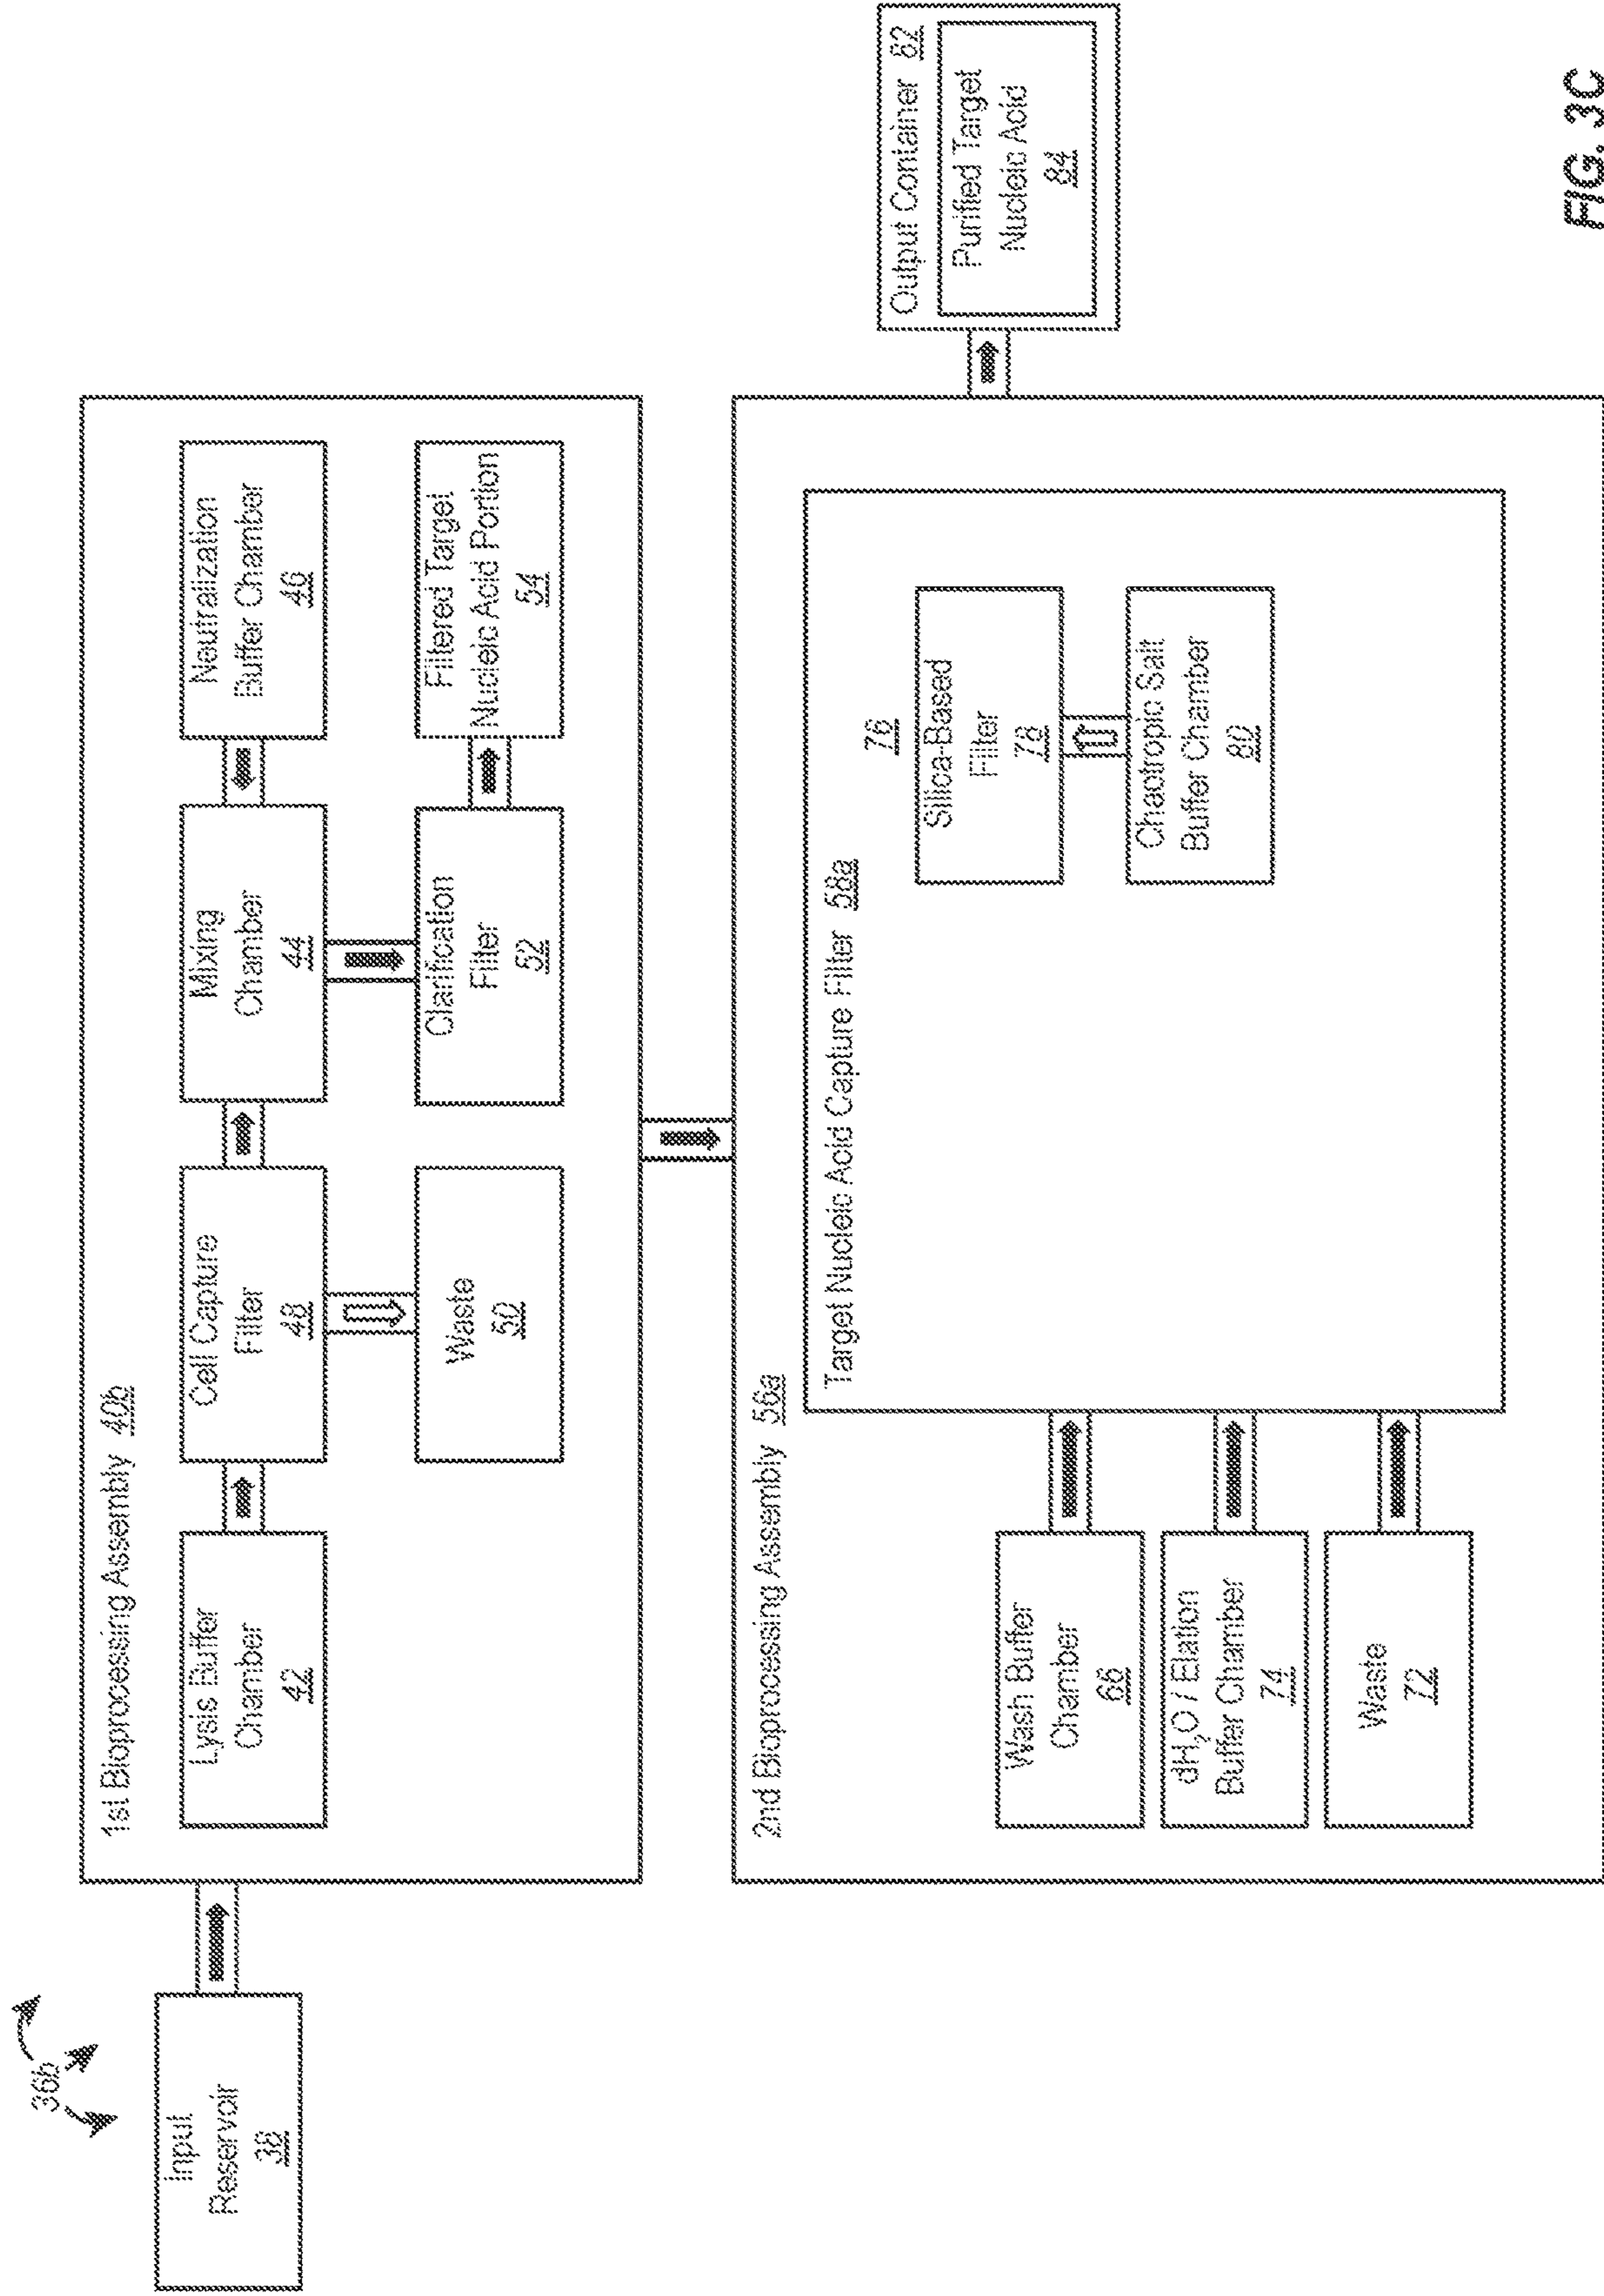 36b
Input
Reservoir
38
1st Bioprocessing Assembly 40b
Lysis Buffer
Chamber
42
Cell Capture
Filter
48
Mixing
Chamber
44
Neutralization
Buffer Chamber
46
Waste
50
Clarification
Filter
52
Filtered Target
Nucleic Acid Portion
54
2nd Bioprocessing Assembly 56a
Target Nucleic Acid Capture Filter 58a
76
Silica-Based
Filter
78
Chaotropic Salt
Buffer Chamber
80
Wash Buffer
Chamber
66
dH₂O / Elation
Buffer Chamber
74
Waste
72
Output Container 82
Purified Target
Nucleic Acid
84
FIG. 3C